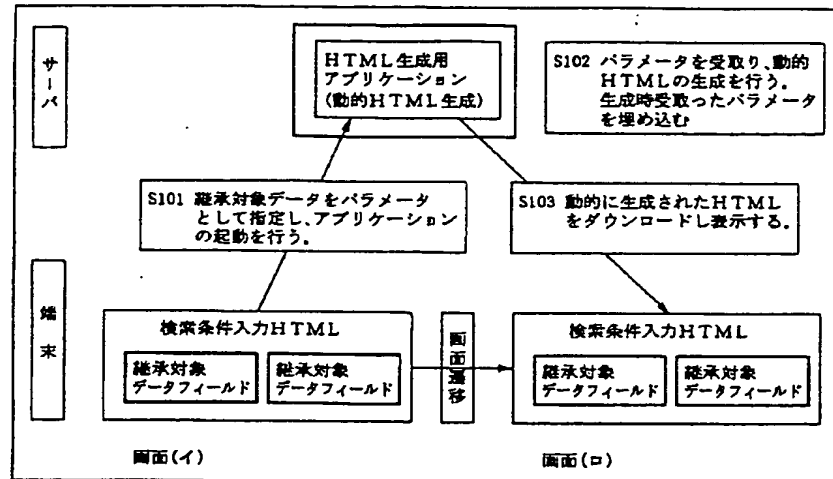 サーバ
HTML生成用
アプリケーション
(動的HTML生成)
S102 パラメータを受取り、動的
HTMLの生成を行う。
生成時受取ったパラメータ
を埋め込む
S101 継承対象データをパラメータ
として指定し、アプリケーション
の起動を行う。
S103 動的に生成されたHTML
をダウンロードし表示する。
端末
検索条件入力HTML
継承対象
データフィールド
継承対象
データフィールド
画面遷移
検索条件入力HTML
継承対象
データフィールド
継承対象
データフィールド
画面(イ)
画面(ロ)